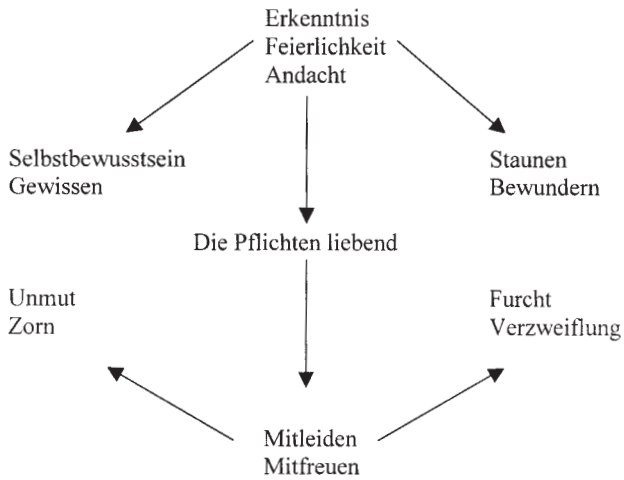 Erkenntnis
Feierlichkeit
Andacht
Selbstbewusstsein
Gewissen
Staunen
Bewundern
Die Pflichten liebend
Unmut
Zorn
Furcht
Verzweiflung
Mitleiden
Mitfreuen